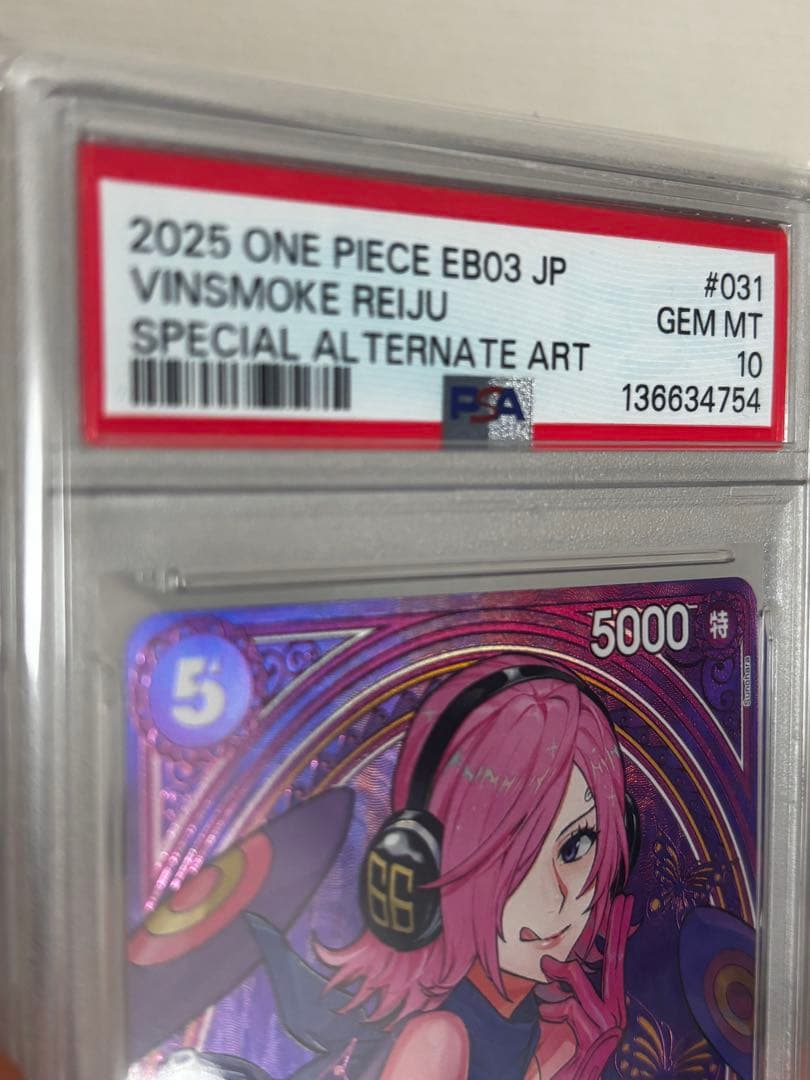 2025 ONE PIECE EB03 JP
VINSMOKE REIJU
SPECIAL ALTERNATE ART
#031
GEM MT
10
136634754
PSA
5
5000
特
Sunohara
66